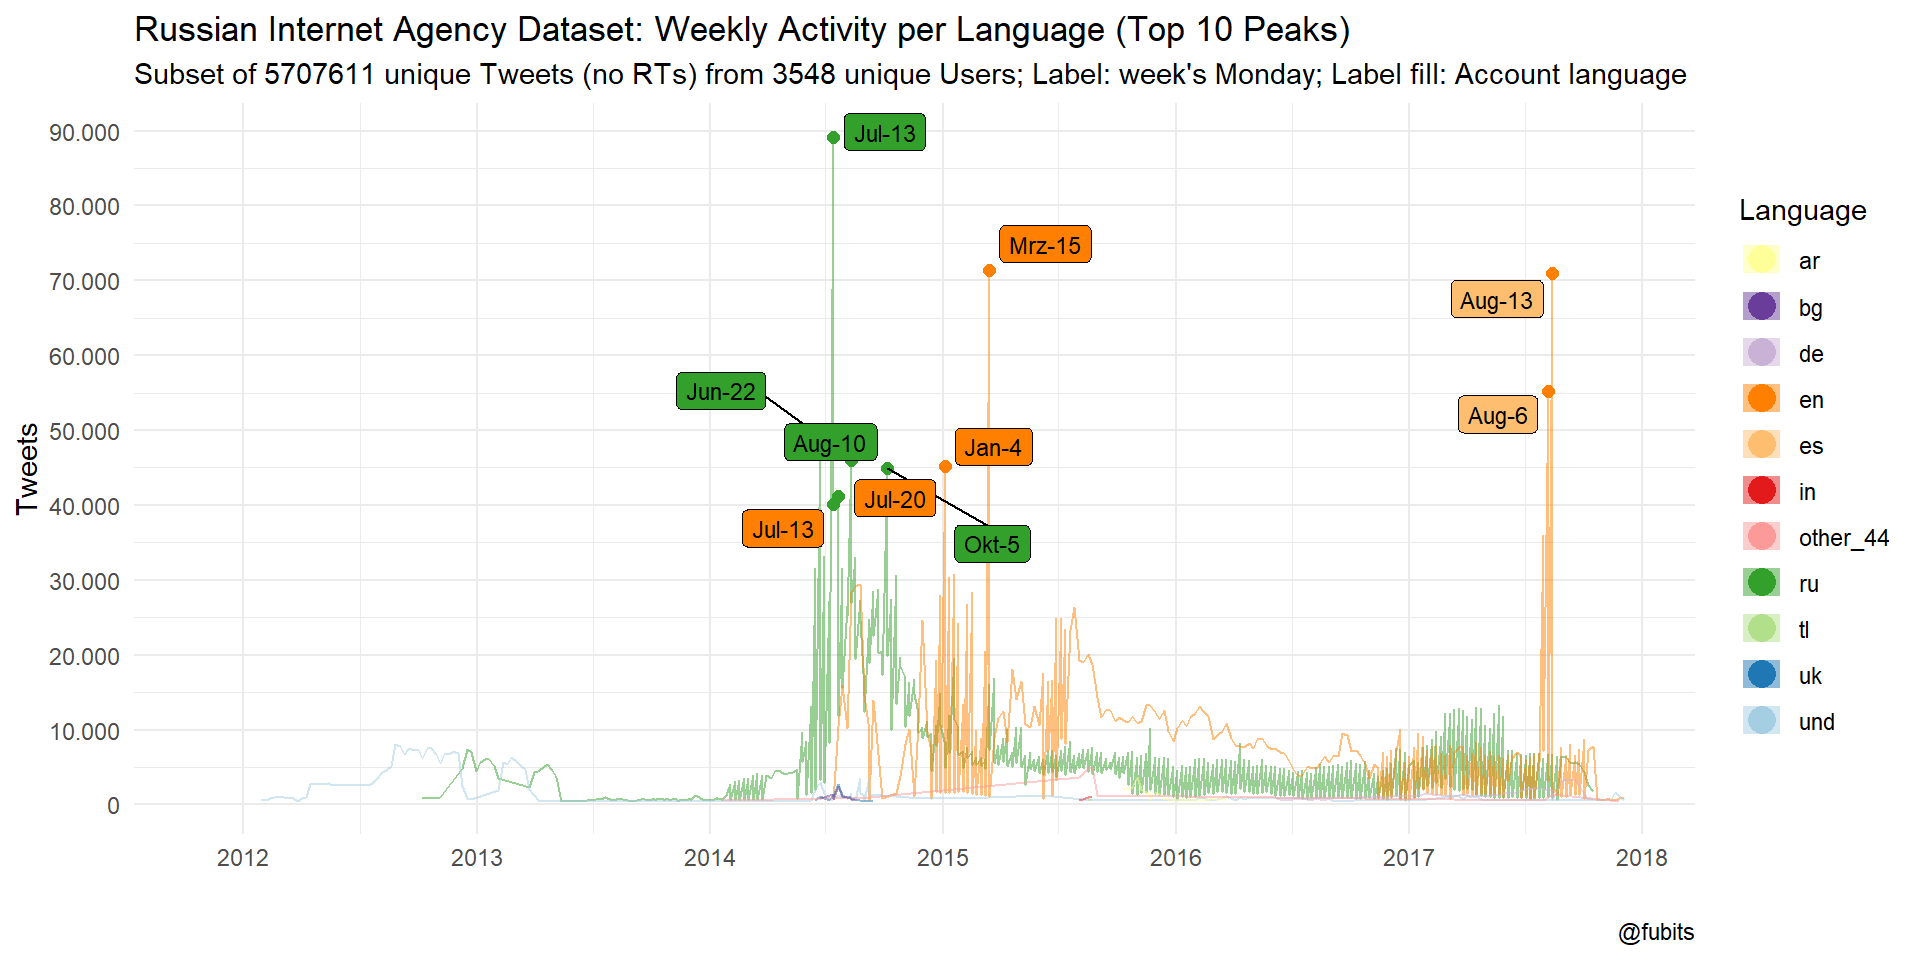 Russian Internet Agency Dataset: Weekly Activity per Language (Top 10 Peaks)
Subset of 5707611 unique Tweets (no RTs) from 3548 unique Users; Label: week's Monday; Label fill: Account language
Tweets
90.000
80.000
70.000
60.000
50.000
40.000
30.000
20.000
10.000
0
Jul-13
Mrz-15
Aug-13
Jun-22
Aug-6
Aug-10
Jan-4
Jul-20
Jul-13
Okt-5
2012
2013
2014
2015
2016
2017
2018
Language
ar
bg
de
en
es
in
other_44
ru
tl
uk
und
@fubits